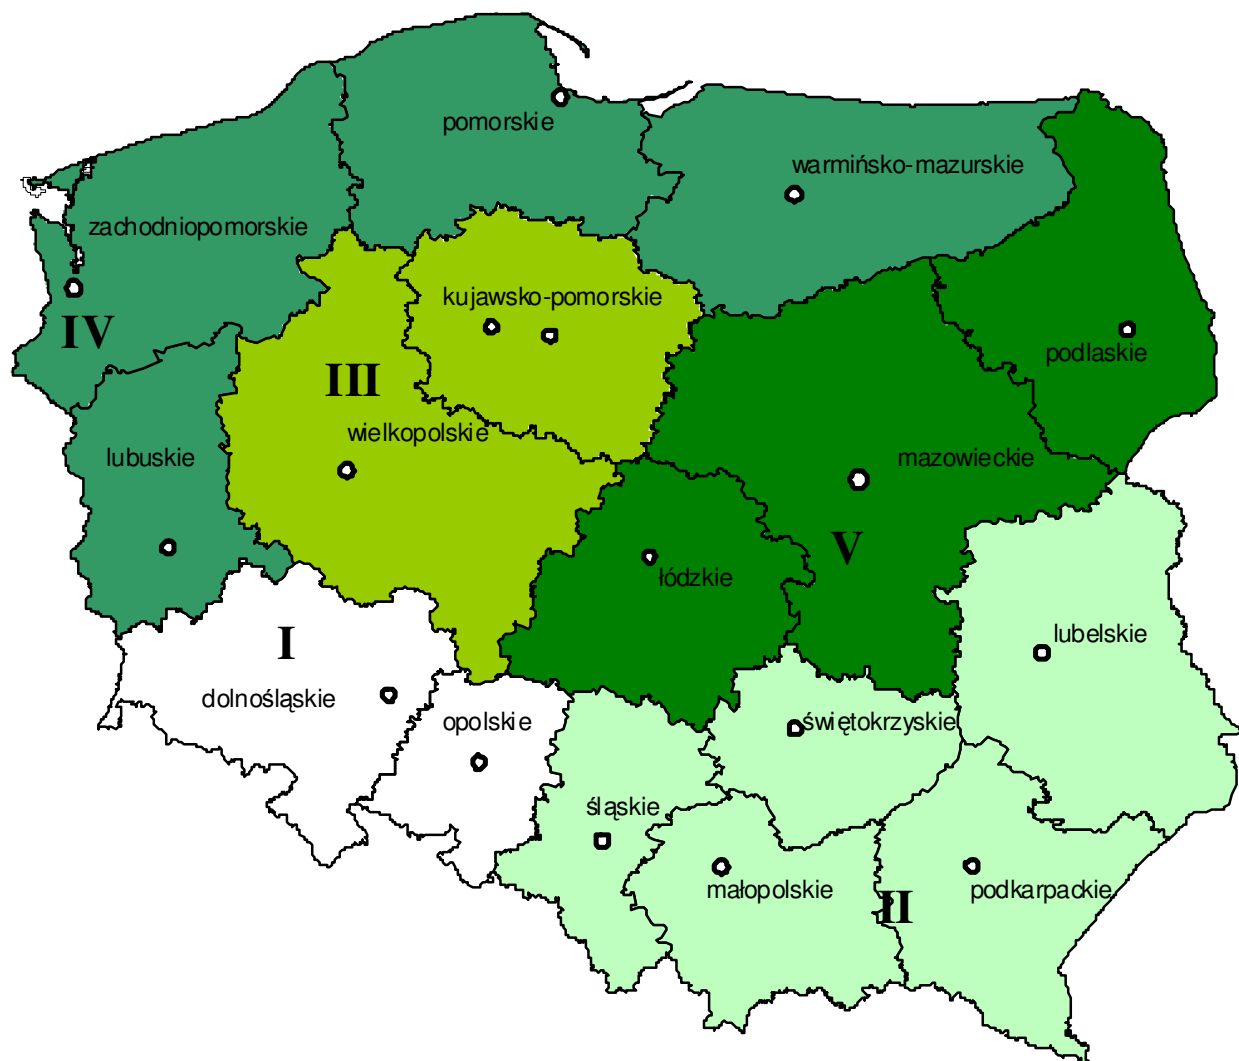 pomorskie
warmińsko-mazurskie
zachodniopomorskie
kujawsko-pomorskie
IV
podlaskie
III
wielkopolskie
lubuskie
mazowieckie
V
łódzkie
I
lubelskie
dolnośląskie
opolskie
świętokrzyskie
śląskie
małopolskie
podkarpackie
II